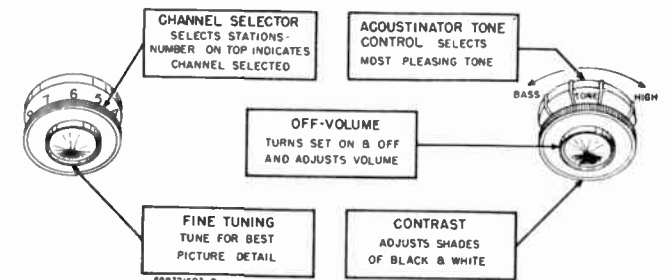 CHANNEL SELECTOR
SELECTS STATIONS-
NUMBER ON TOP INDICATES
CHANNEL SELECTED
ACOUSTINATOR TONE
CONTROL SELECTS
MOST PLEASING TONE
7 6 5
BASS
TONE
HIGH
OFF-VOLUME
TURNS SET ON & OFF
AND ADJUSTS VOLUME
FINE TUNING
TUNE FOR BEST
PICTURE DETAIL
CONTRAST
ADJUSTS SHADES
OF BLACK & WHITE